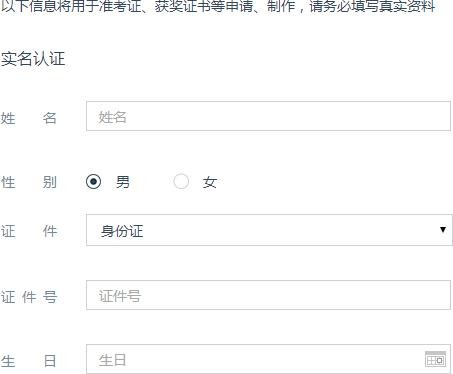 以下信息将用于准考证、获奖证书等申请、制作，请务必填写真实资料
实名认证
姓 名 姓名
性 别 男 女
证 件 身份证
证 件 号 证件号
生 日 生日